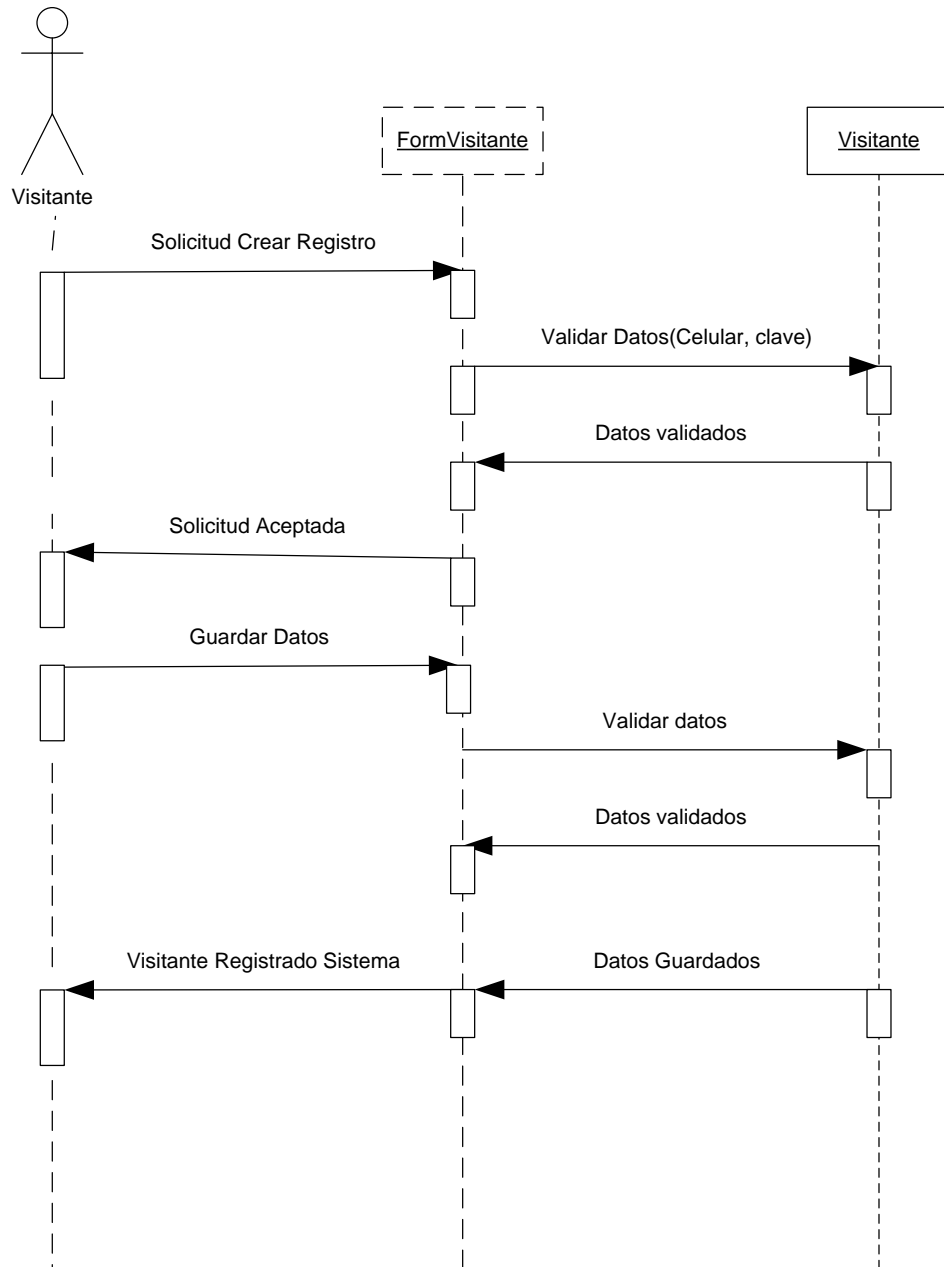 FormVisitante
Visitante
Visitante
Solicitud Crear Registro
Validar Datos(Celular, clave)
Datos validados
Solicitud Aceptada
Guardar Datos
Validar datos
Datos validados
Visitante Registrado Sistema
Datos Guardados